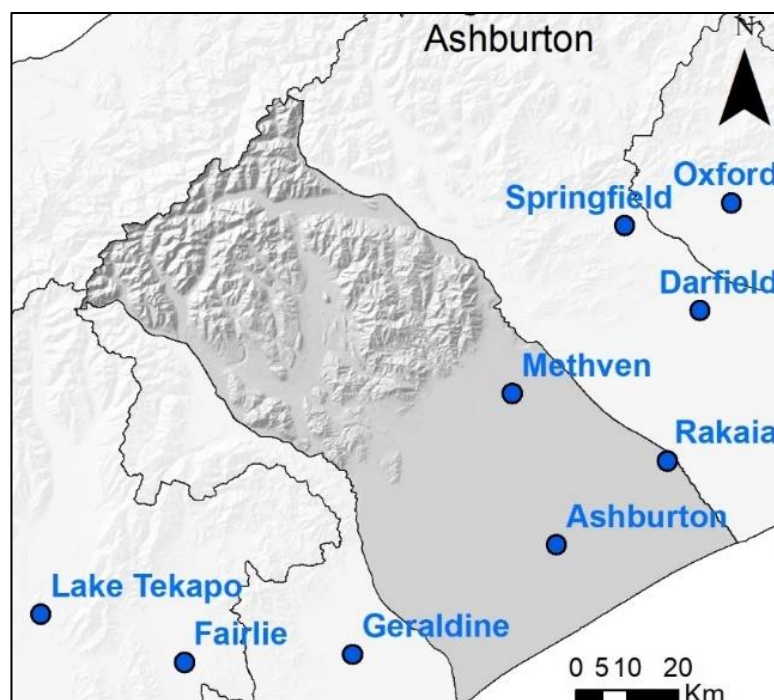 Ashburton
N
Oxford
Springfield
Darfield
Methven
Rakaia
Ashburton
Lake Tekapo
Fairlie
Geraldine
0 5 10 20
Km